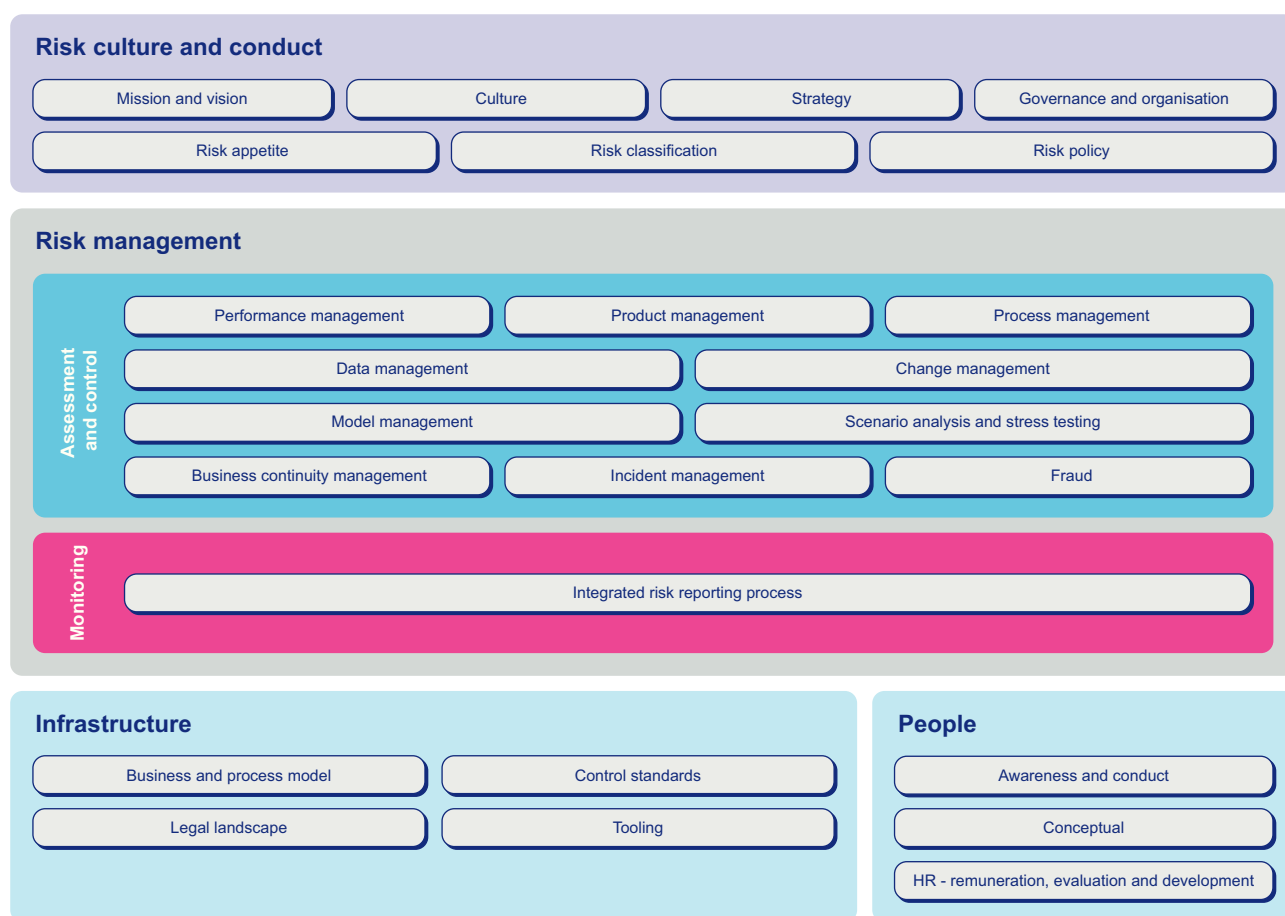 Risk culture and conduct
Mission and vision
Culture
Strategy
Governance and organisation
Risk appetite
Risk classification
Risk policy
Risk management
Assessment
and control
Performance management
Product management
Process management
Data management
Change management
Model management
Scenario analysis and stress testing
Business continuity management
Incident management
Fraud
Monitoring
Integrated risk reporting process
Infrastructure
Business and process model
Control standards
Legal landscape
Tooling
People
Awareness and conduct
Conceptual
HR - remuneration, evaluation and development